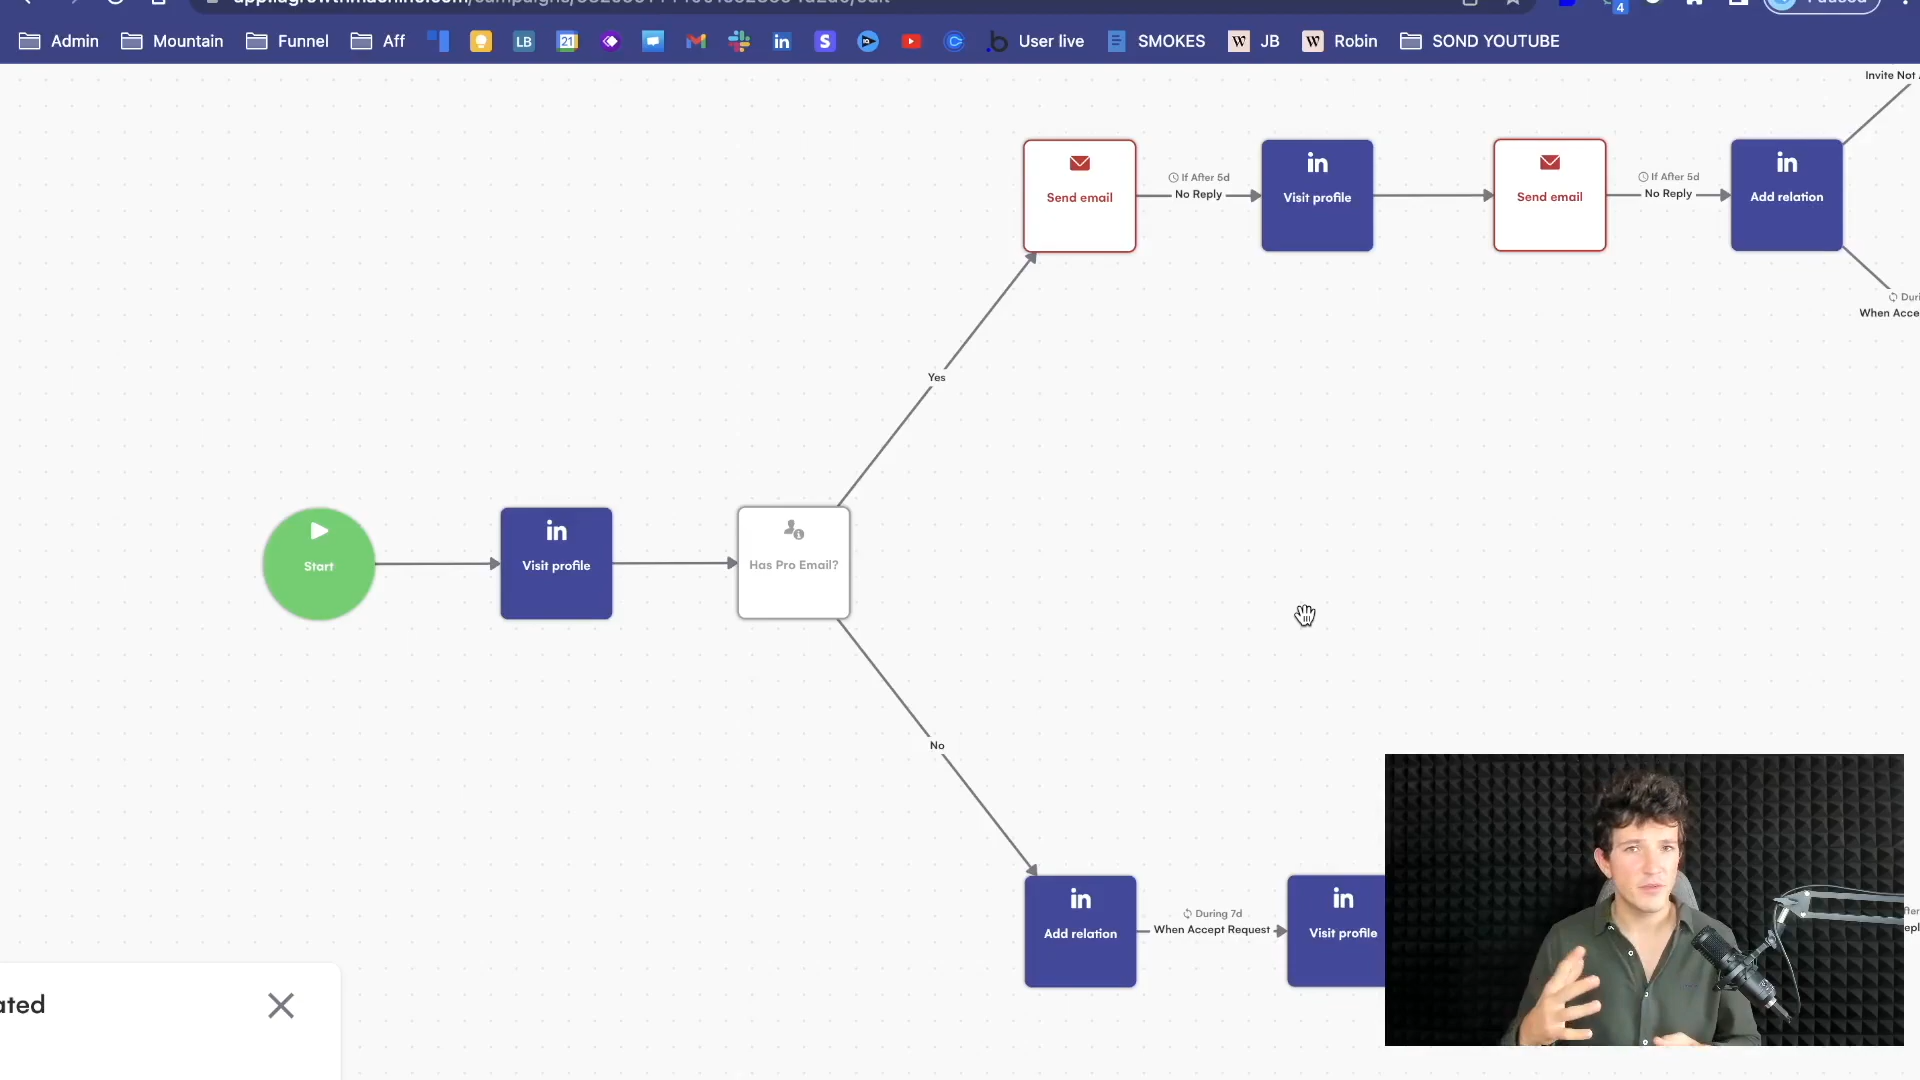 Admin
Mountain
Funnel
Aff
LB
21
User live
SMOKES
JB
Robin
SOND YOUTUBE
4
Invite Not
Send email
If After 5d
No Reply
Visit profile
Send email
If After 5d
No Reply
Add relation
When Acce
Yes
Start
Visit profile
Has Pro Email?
No
Add relation
During 7d
When Accept Request
Visit profile
ated